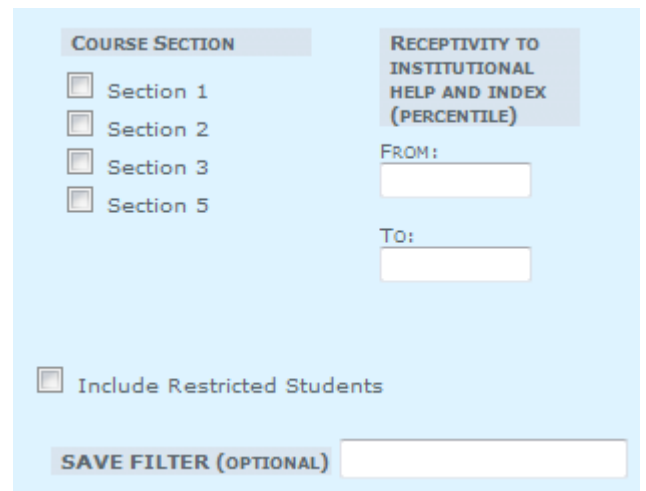 COURSE SECTION
Section 1
Section 2
Section 3
Section 5
RECEPTIVITY TO
INSTITUTIONAL
HELP AND INDEX
(PERCENTILE)
FROM:
TO:
Include Restricted Students
SAVE FILTER (OPTIONAL)